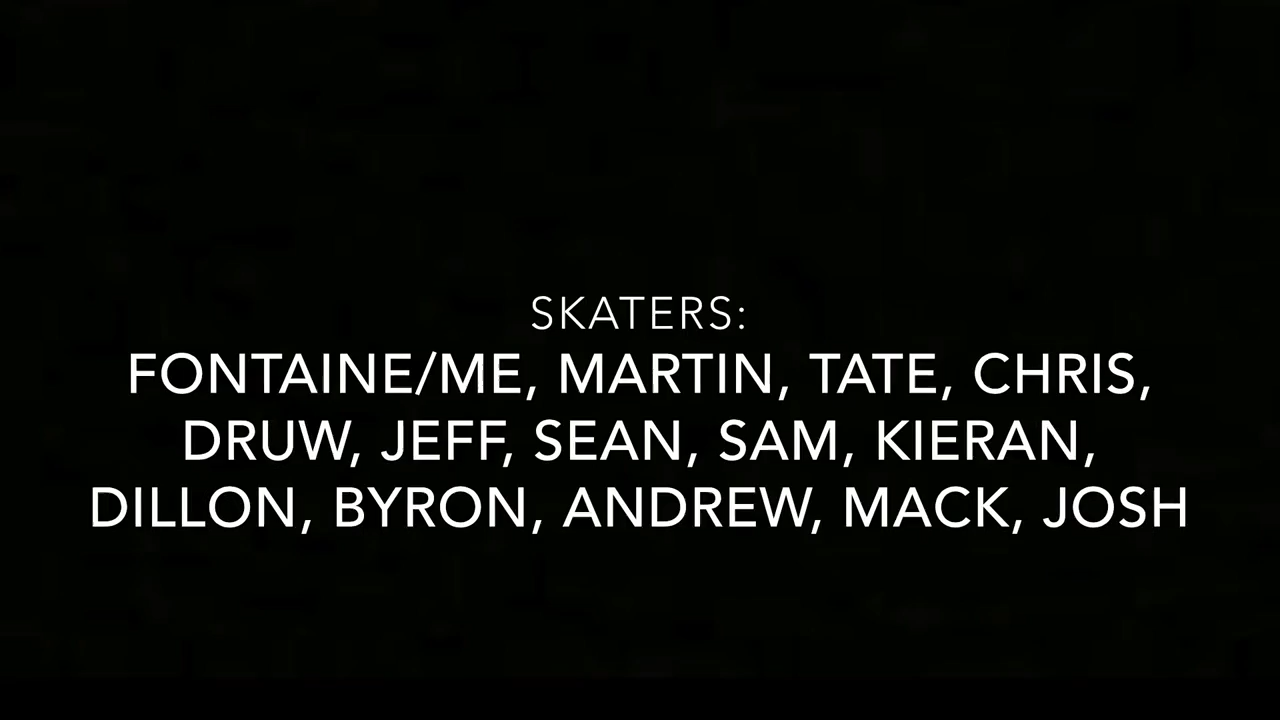 SKATERS:
FONTAINE/ME, MARTIN, TATE, CHRIS,
DRUW, JEFF, SEAN, SAM, KIERAN,
DILLON, BYRON, ANDREW, MACK, JOSH